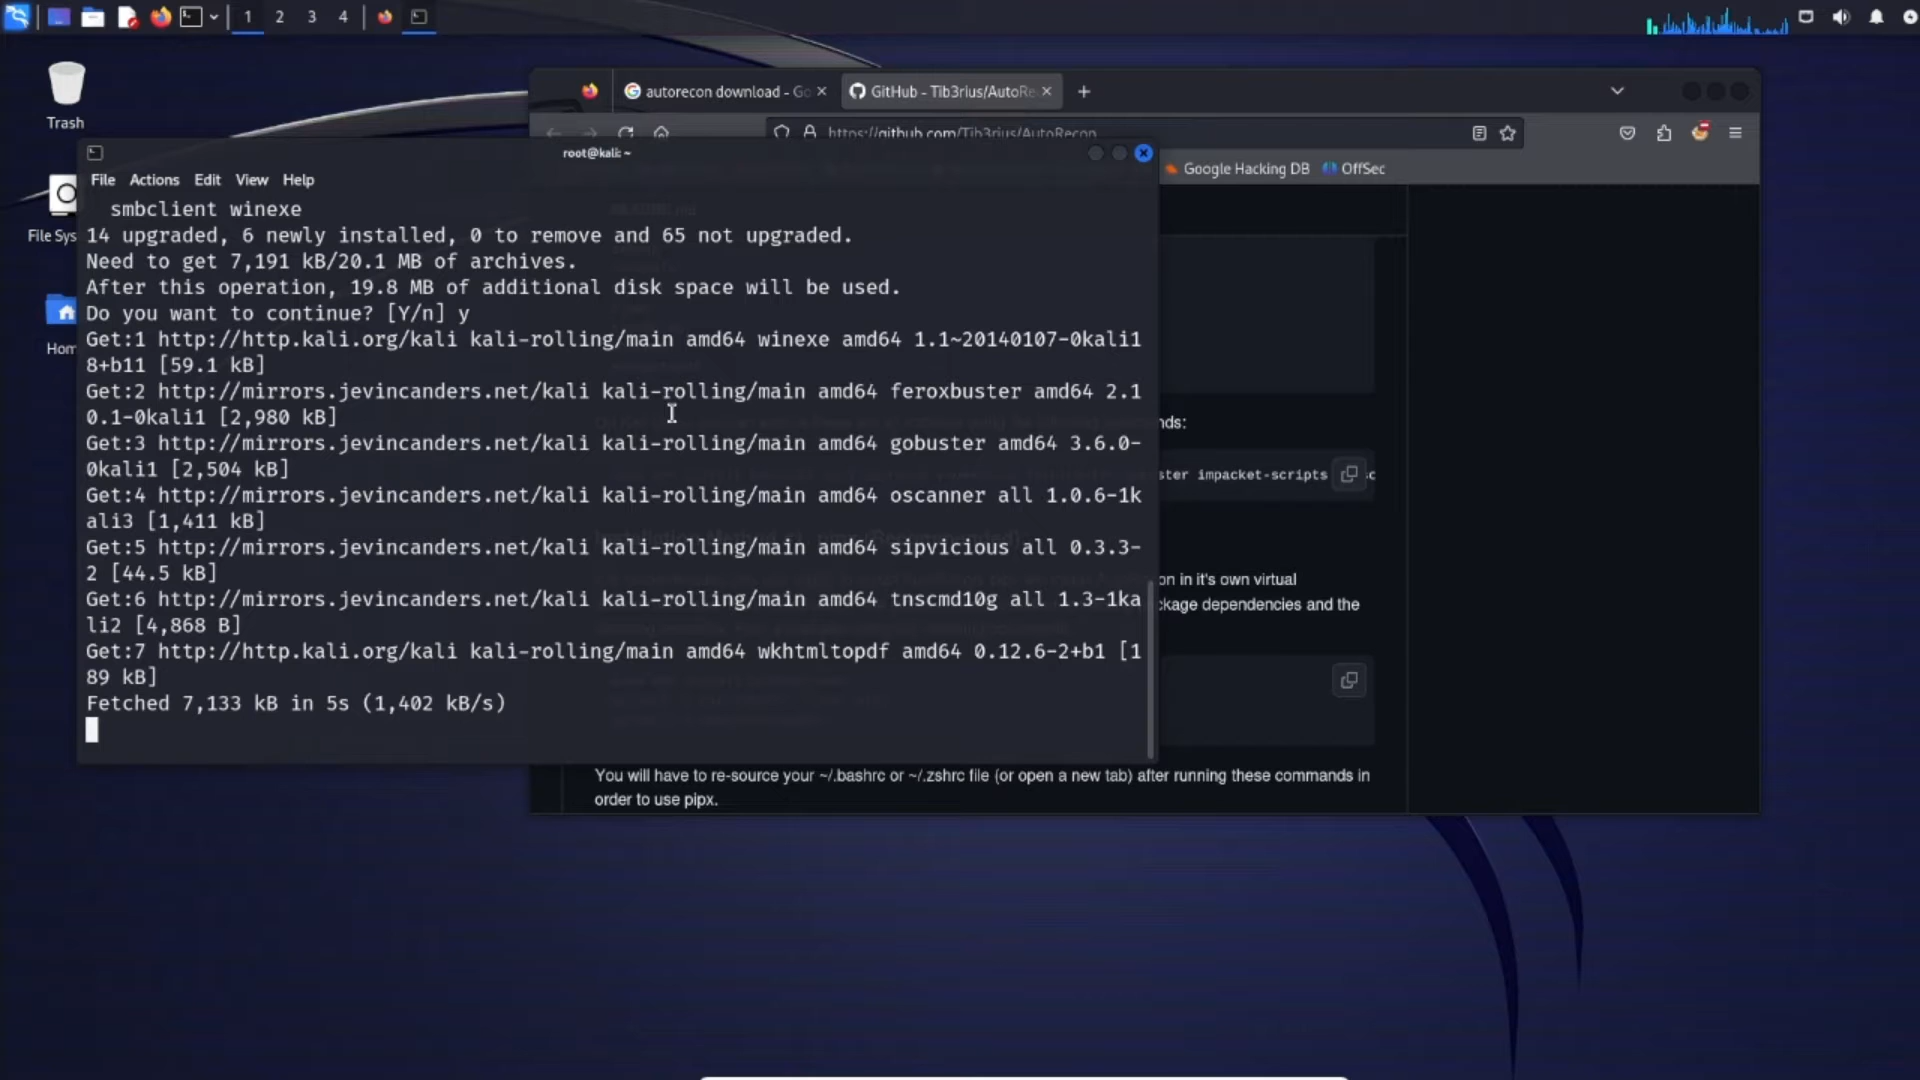 1 2 3 4
Trash
File Sys
Hom
autorecon download - Go
GitHub - Tib3rius/AutoRe
https://github.com/Tib3rius/AutoRecon
Google Hacking DB
OffSec
root@kali: ~
File Actions Edit View Help
smbclient winexe
14 upgraded, 6 newly installed, 0 to remove and 65 not upgraded.
Need to get 7,191 kB/20.1 MB of archives.
After this operation, 19.8 MB of additional disk space will be used.
Do you want to continue? [Y/n] y
Get:1 http://http.kali.org/kali kali-rolling/main amd64 winexe amd64 1.1~20140107-0kali1
8+b11 [59.1 kB]
Get:2 http://mirrors.jevincanders.net/kali kali-rolling/main amd64 feroxbuster amd64 2.1
0.1-0kali1 [2,980 kB]
Get:3 http://mirrors.jevincanders.net/kali kali-rolling/main amd64 gobuster amd64 3.6.0-
0kali1 [2,504 kB]
Get:4 http://mirrors.jevincanders.net/kali kali-rolling/main amd64 oscanner all 1.0.6-1k
ali3 [1,411 kB]
Get:5 http://mirrors.jevincanders.net/kali kali-rolling/main amd64 sipvicious all 0.3.3-
2 [44.5 kB]
Get:6 http://mirrors.jevincanders.net/kali kali-rolling/main amd64 tnscmd10g all 1.3-1ka
li2 [4,868 B]
Get:7 http://http.kali.org/kali kali-rolling/main amd64 wkhtmltopdf amd64 0.12.6-2+b1 [1
89 kB]
Fetched 7,133 kB in 5s (1,402 kB/s)
nds:
ster impacket-scripts
on in it's own virtual
ckage dependencies and the
You will have to re-source your ~/.bashrc or ~/.zshrc file (or open a new tab) after running these commands in
order to use pipx.